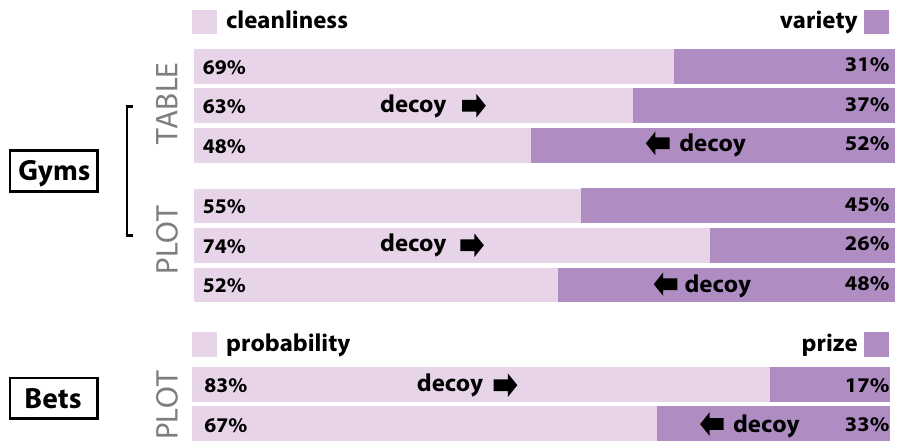 cleanliness variety
TABLE
69% 31%
63% decoy 37%
48% decoy 52%
Gyms
PLOT
55% 45%
74% decoy 26%
52% decoy 48%
probability prize
Bets
PLOT
83% decoy 17%
67% decoy 33%